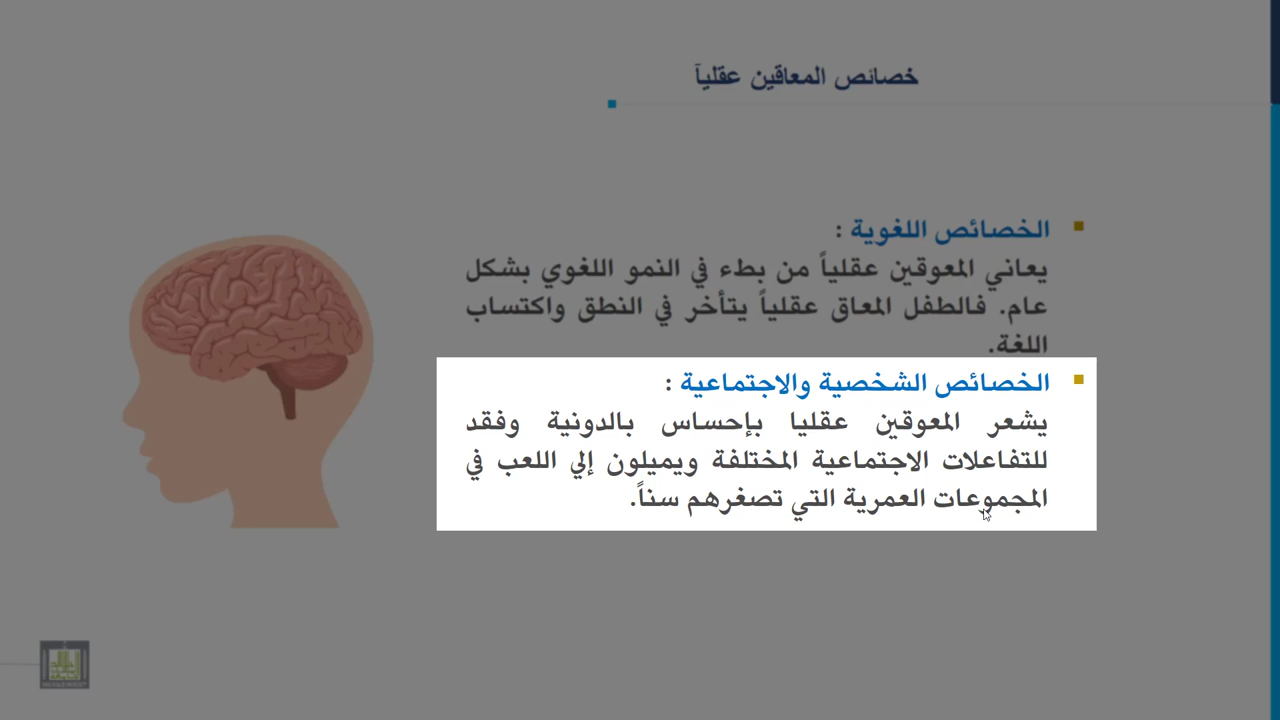 خصائص المعاقين عقلياً
الخصائص اللغوية :
يعاني المعوقين عقلياً من بطء في النمو اللغوي بشكل
عام. فالطفل المعاق عقلياً يتأخر في النطق واكتساب
اللغة.
الخصائص الشخصية والاجتماعية :
يشعر المعوقين عقليا بإحساس بالدونية وفقد
للتفاعلات الاجتماعية المختلفة ويميلون إلي اللعب في
المجموعات العمرية التي تصغرهم سناً.